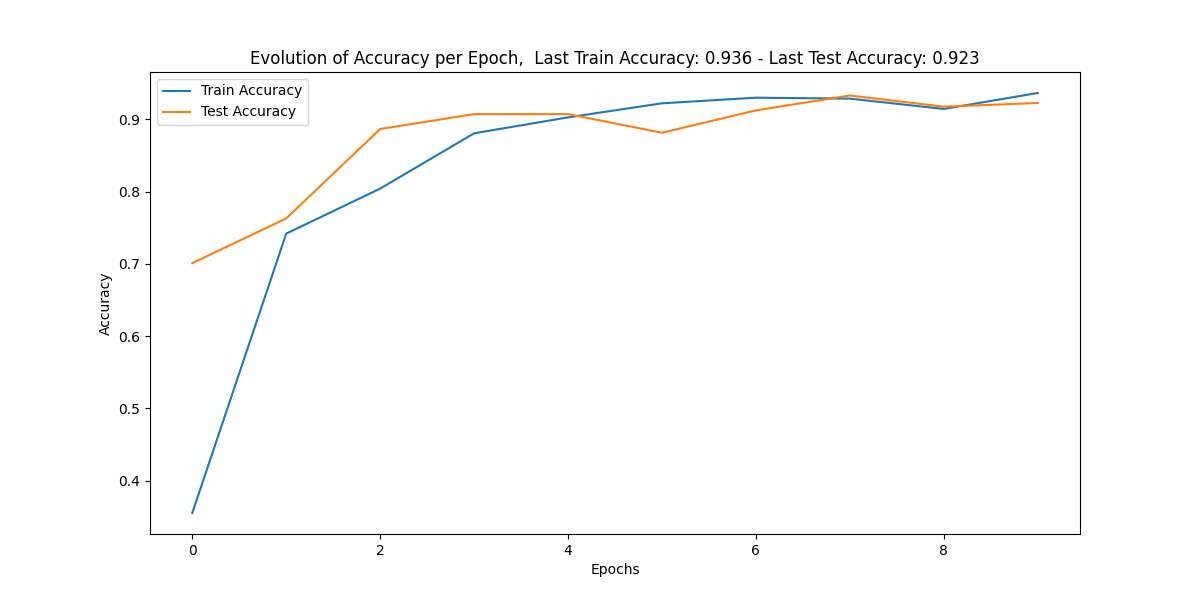 Evolution of Accuracy per Epoch,  Last Train Accuracy: 0.936 - Last Test Accuracy: 0.923
Train Accuracy
Test Accuracy
0.9
0.8
0.7
0.6
0.5
0.4
Accuracy
0 2 4 6 8
Epochs